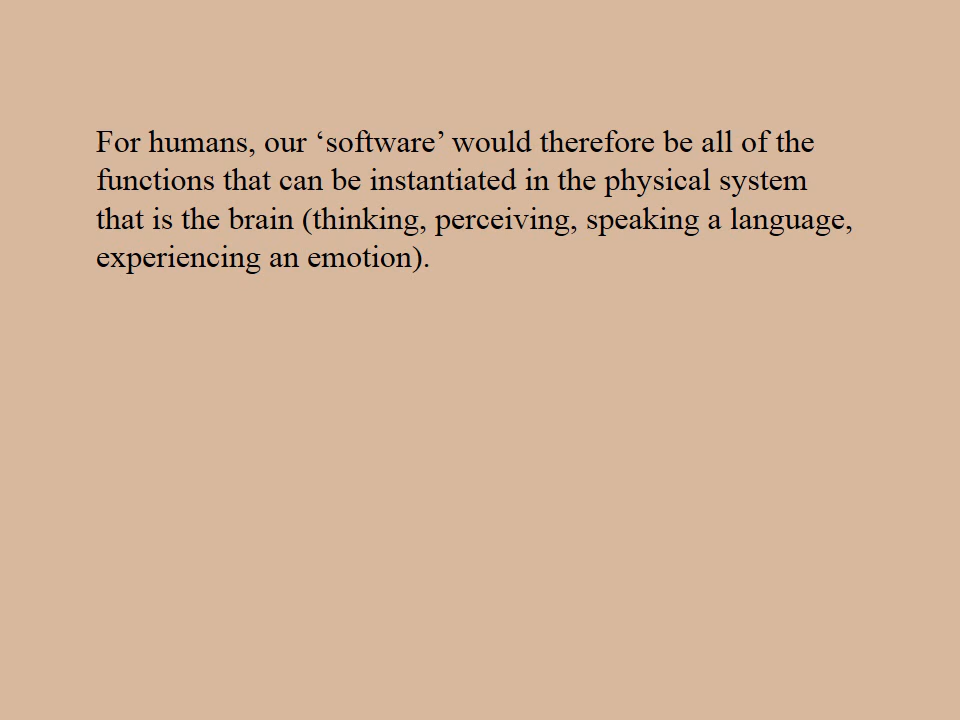 For humans, our ‘software’ would therefore be all of the
functions that can be instantiated in the physical system
that is the brain (thinking, perceiving, speaking a language,
experiencing an emotion).